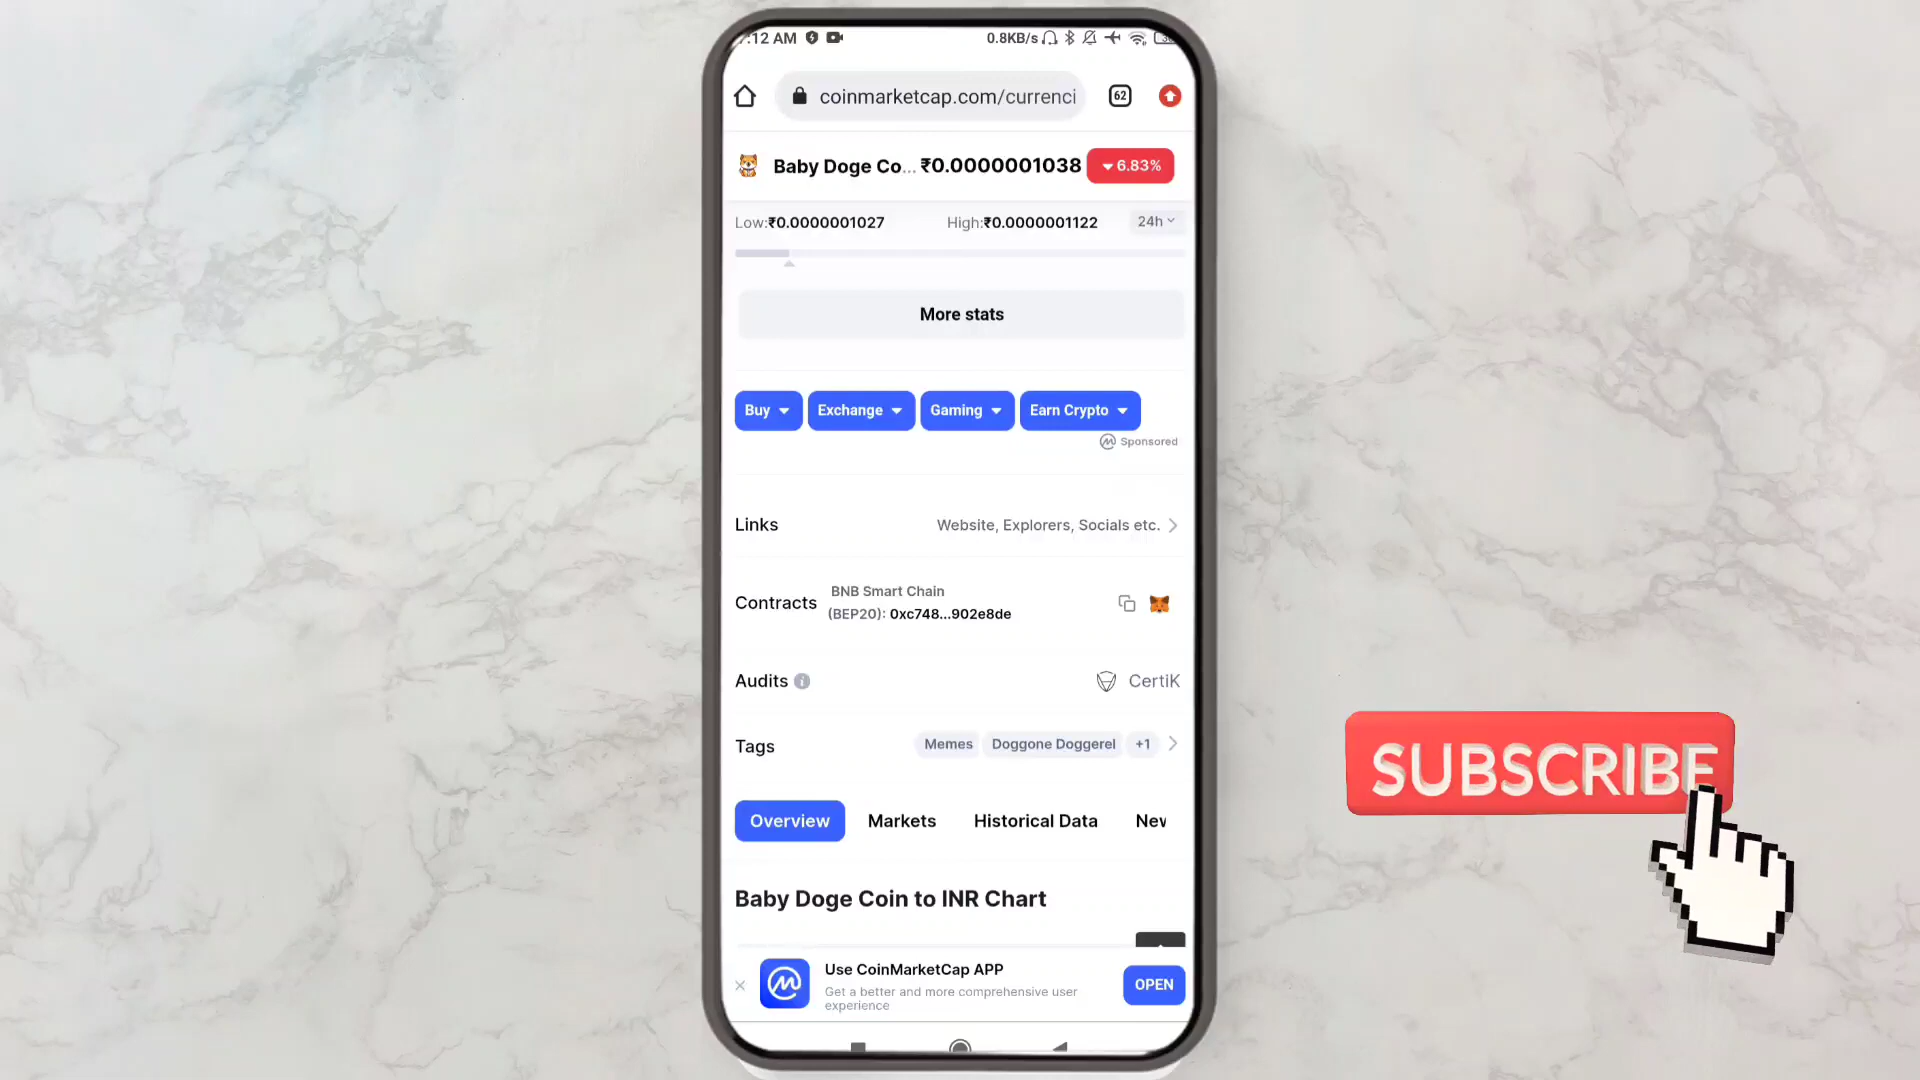 :12 AM 0.8KB/s
coinmarketcap.com/currenci 62
Baby Doge Co... ₹0.0000001038 6.83%
Low:₹0.0000001027 High:₹0.0000001122 24h
More stats
Buy Exchange Gaming Earn Crypto
Sponsored
Links Website, Explorers, Socials etc.
BNB Smart Chain
Contracts (BEP20): 0xc748...902e8de
Audits CertiK
Tags Memes Doggone Doggerel +1
SUBSCRIBE
Overview Markets Historical Data Nev
Baby Doge Coin to INR Chart
Use CoinMarketCap APP
Get a better and more comprehensive user
experience
OPEN